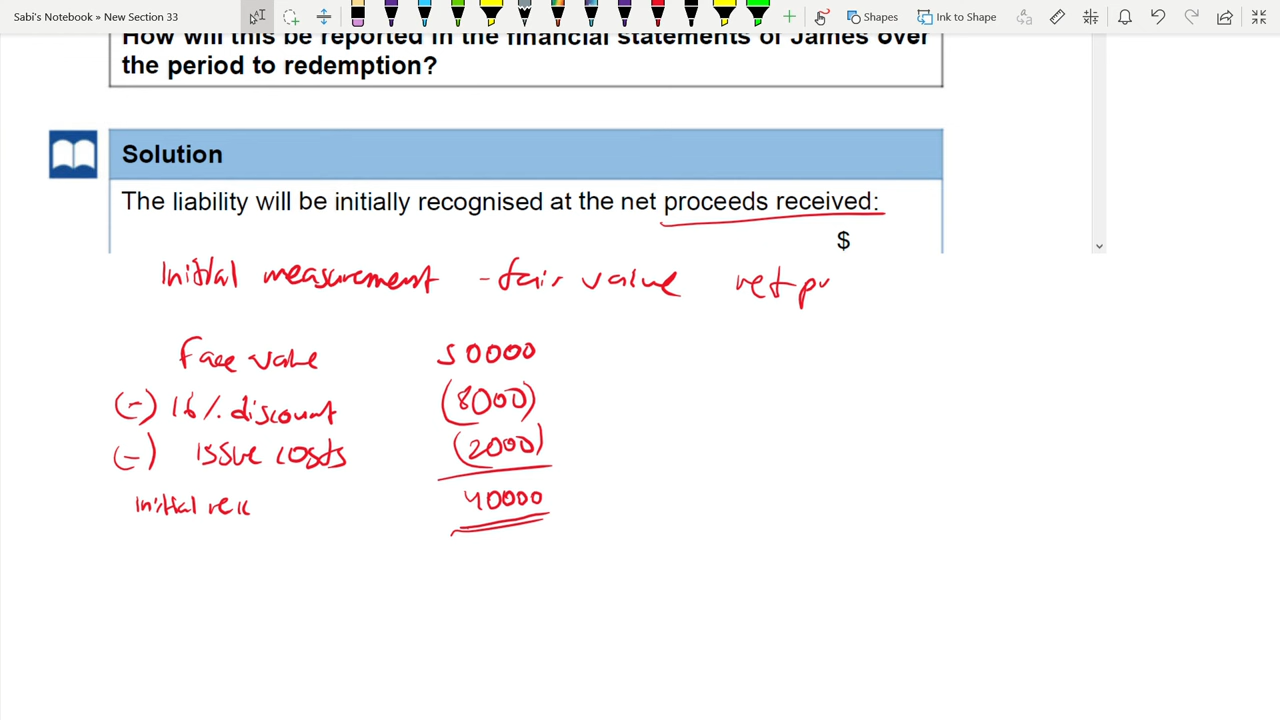 Sabi's Notebook » New Section 33
Shapes
Ink to Shape
How will this be reported in the financial statements of James over
the period to redemption?
Solution
The liability will be initially recognised at the net proceeds received:
$
Initial measurement - fair value net pr
Face value 50000
(-) 16% discount (8000)
(-) Issue costs (2000)
40000
Initial rec